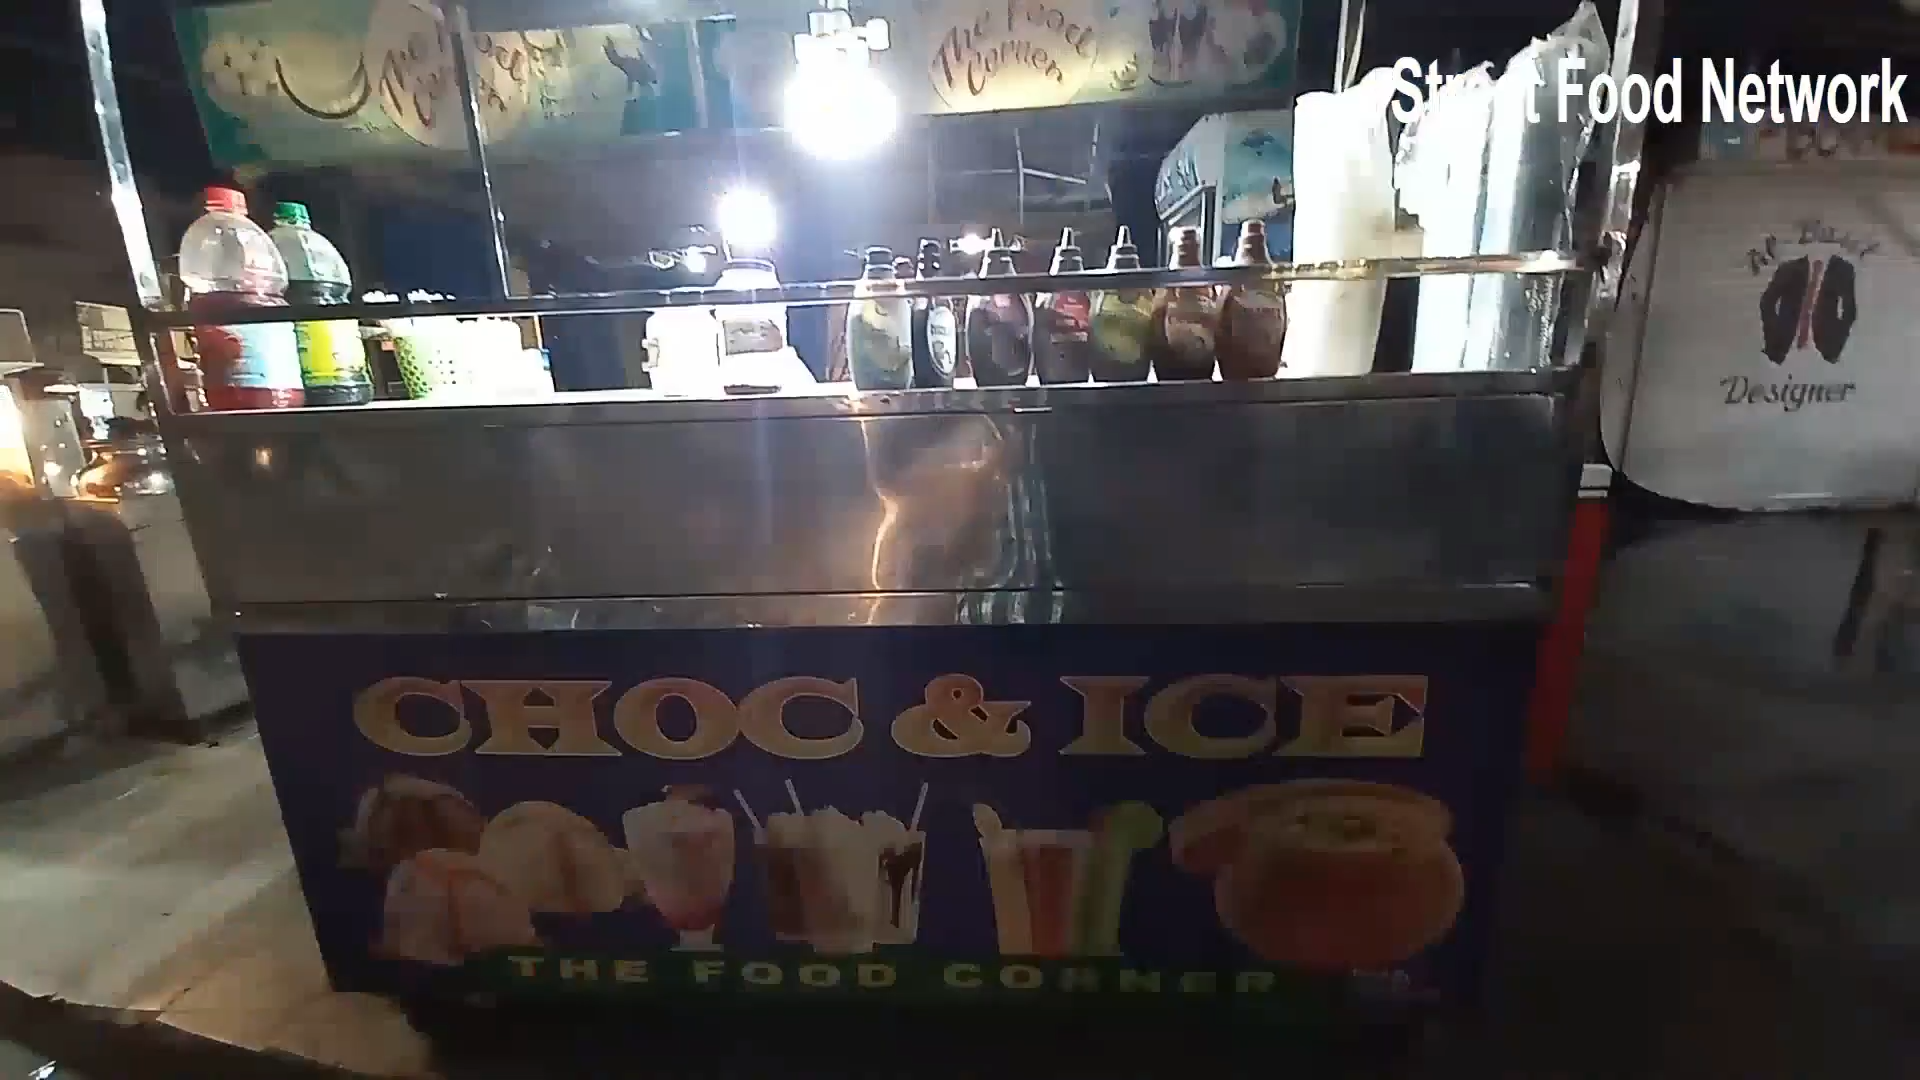 The Food Corner
Street Food Network
Designer
CHOC & ICE
THE FOOD CORNER